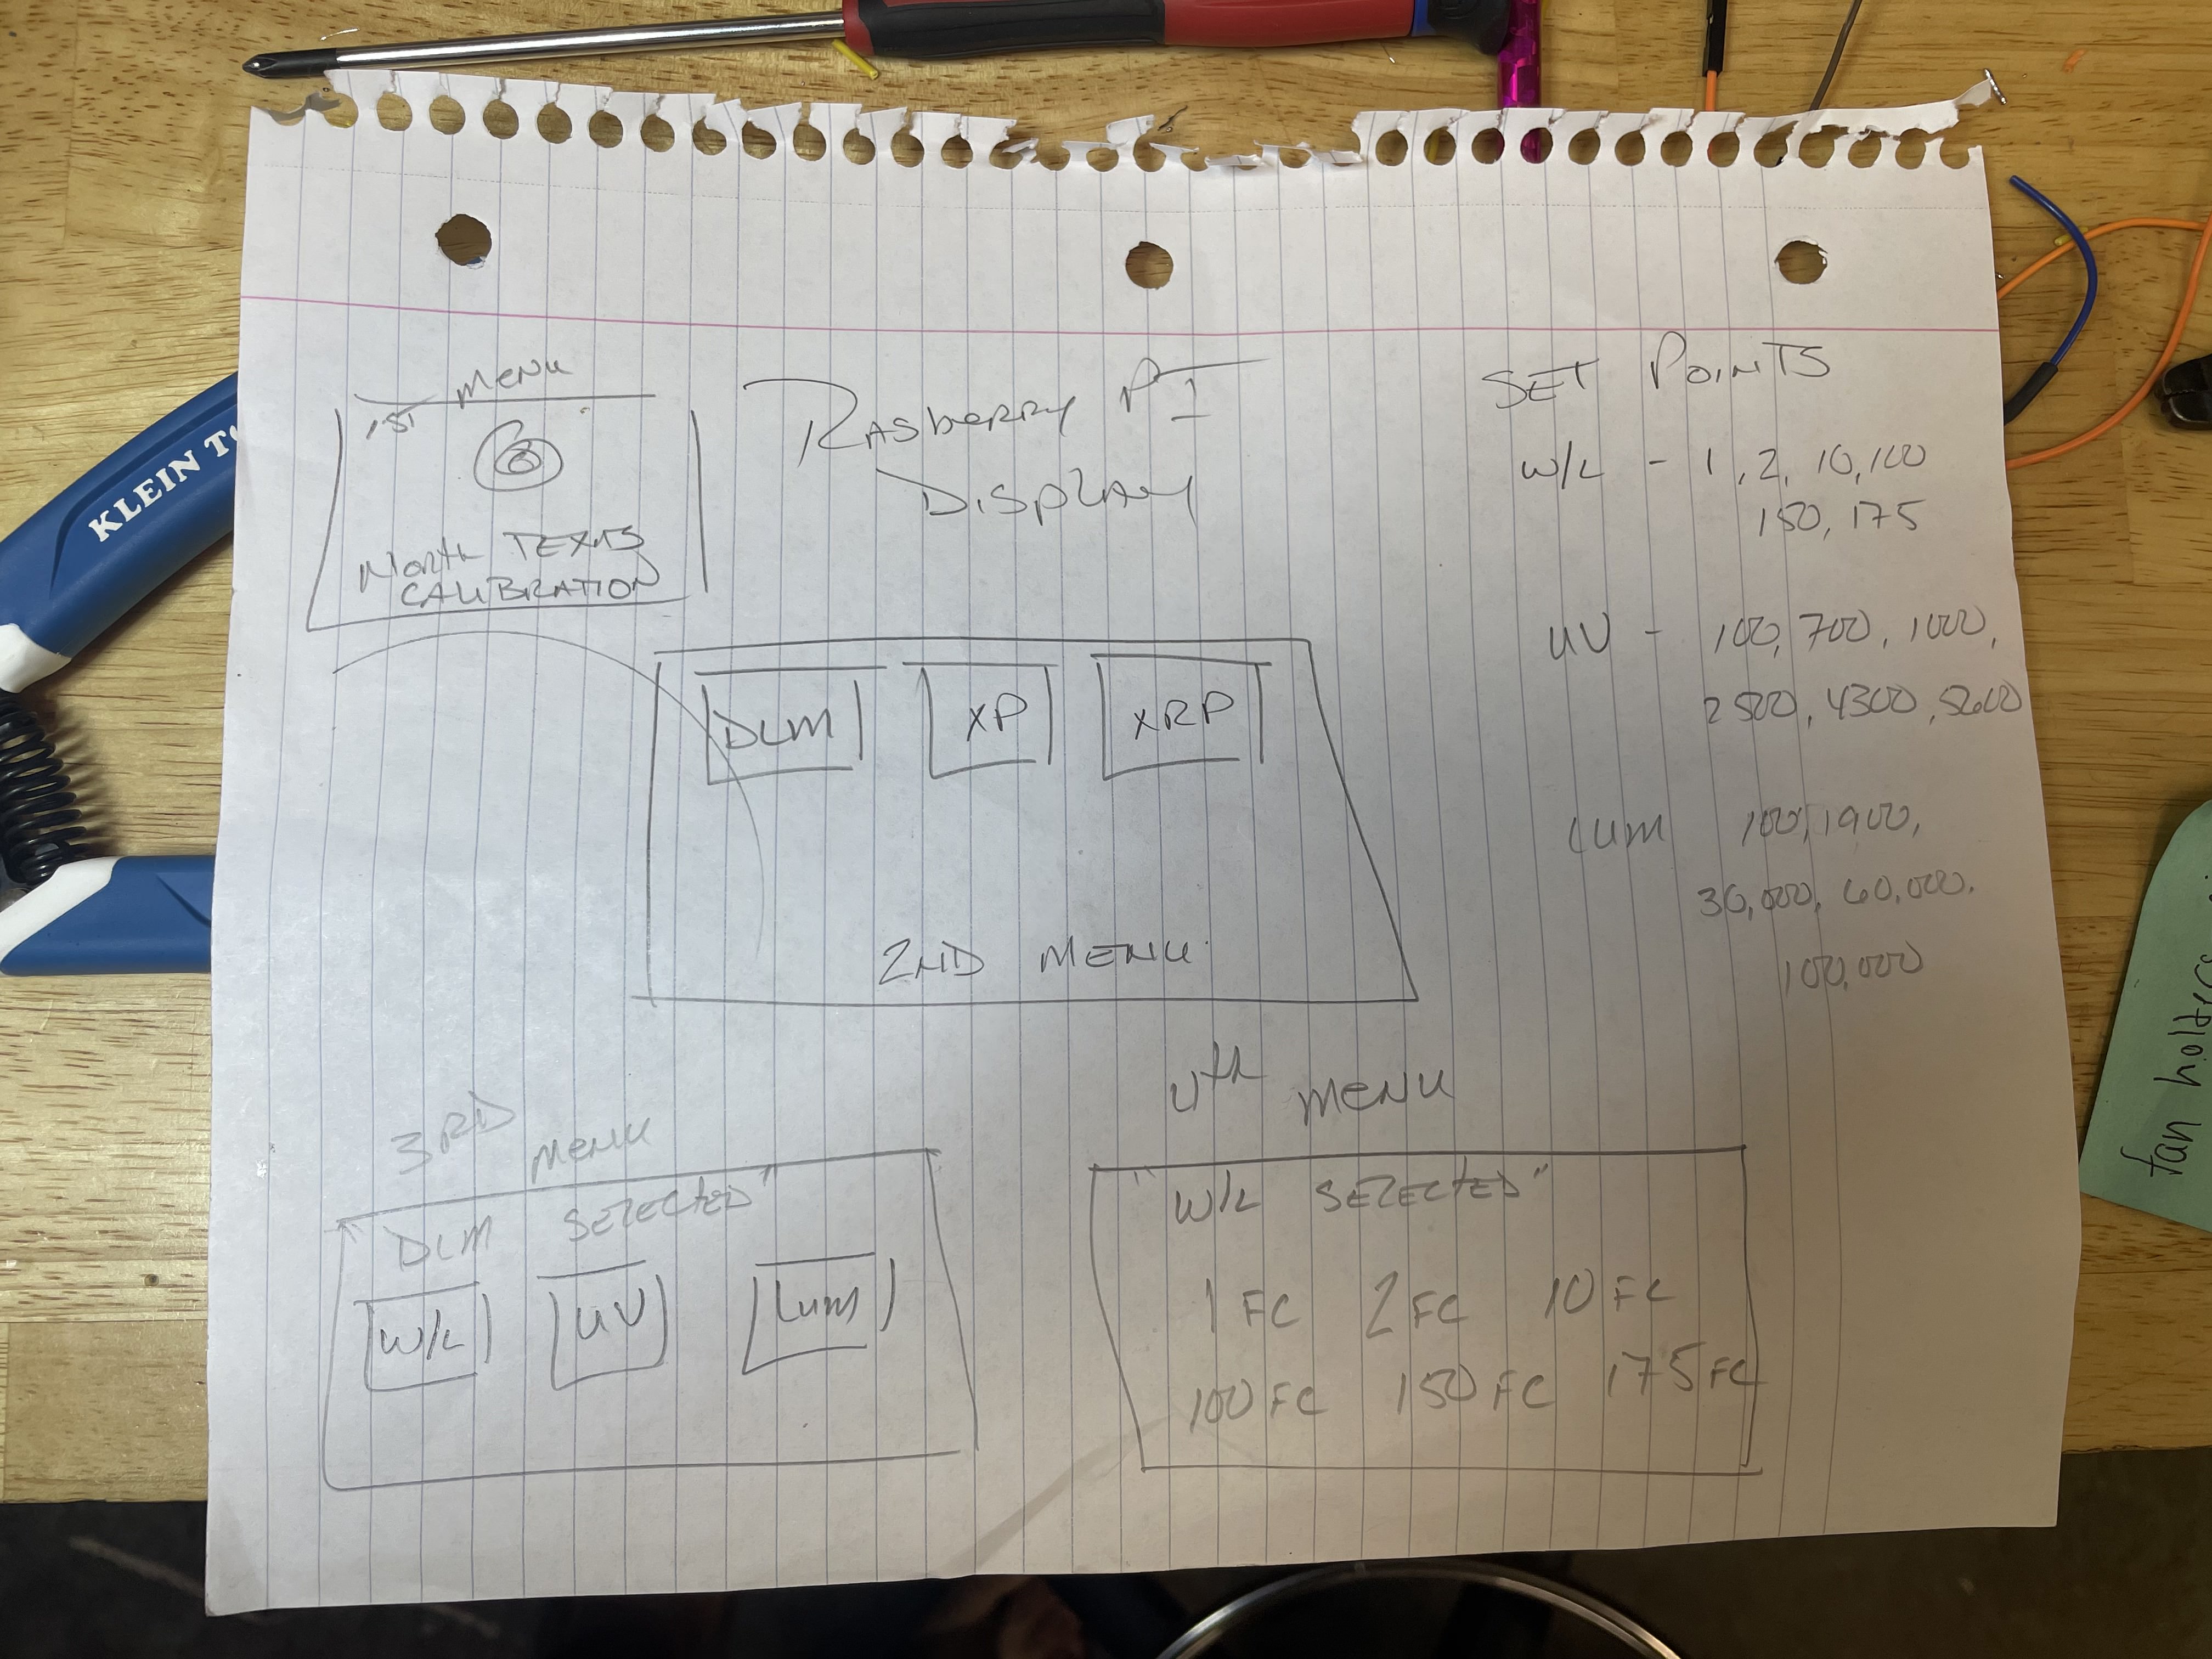 KLEIN TO
1ST MENU
NORTH TEXAS
CALIBRATION
RASBERRY PI
DISPLAY
SET POINTS
W/L - 1, 2, 10, 100
150, 175
UV - 100, 700, 1000,
2500, 4300, 5600
LUM 100, 1900,
30,000, 60,000.
100,000
DLM XP XRP
2ND MENU
3RD MENU
"DLM SELECTED"
W/L UV LUM
4th MENU
"W/L SELECTED"
1 FC 2 FC 10 FC
100 FC 150 FC 175 FC
fan holders